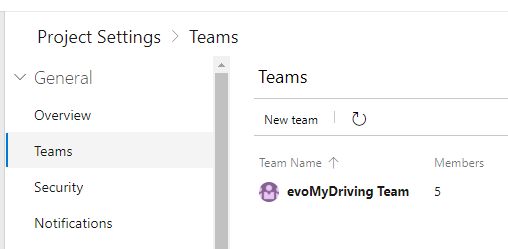 Project Settings > Teams
General
Overview
Teams
Security
Notifications
Teams
New team
Team Name ↑ Members
evoMyDriving Team 5